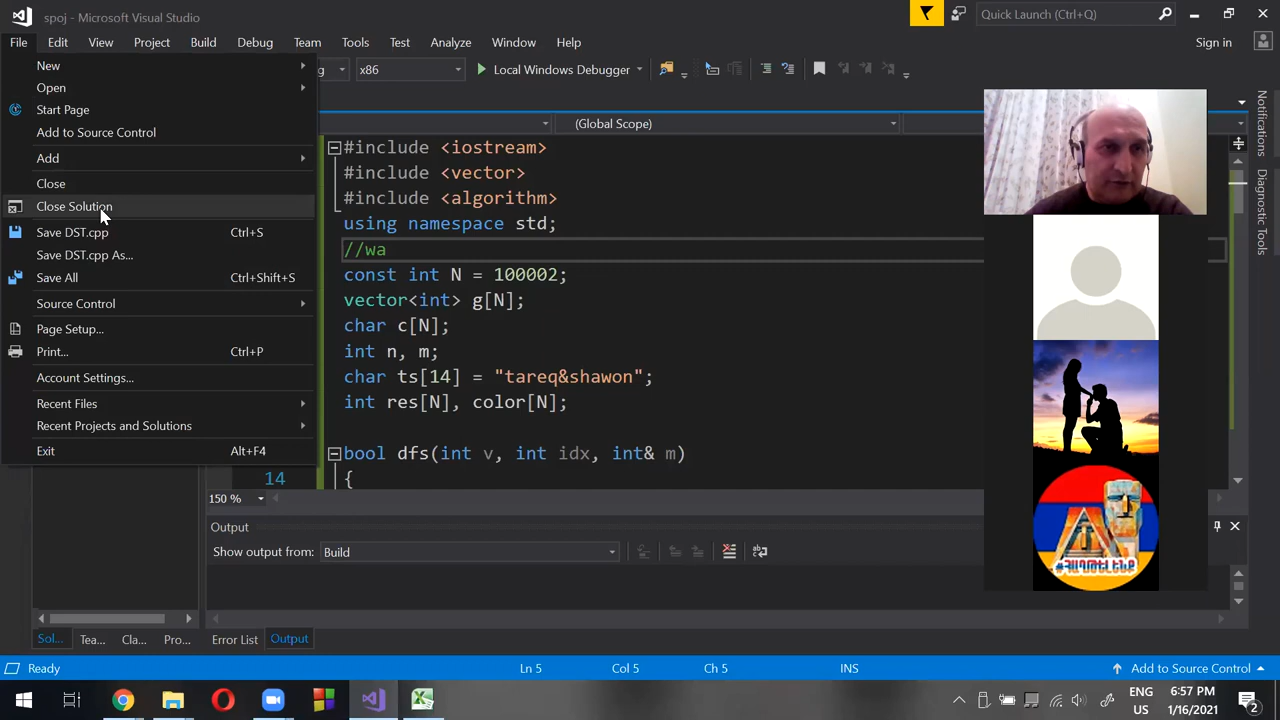 spoj - Microsoft Visual Studio
Quick Launch (Ctrl+Q)
File Edit View Project Build Debug Team Tools Test Analyze Window Help
Sign in
New
Open
Start Page
Add to Source Control
Add
Close
Close Solution
Save DST.cpp Ctrl+S
Save DST.cpp As...
Save All Ctrl+Shift+S
Source Control
Page Setup...
Print... Ctrl+P
Account Settings...
Recent Files
Recent Projects and Solutions
Exit Alt+F4
g x86 Local Windows Debugger
(Global Scope)
#include <iostream>
#include <vector>
#include <algorithm>
using namespace std;
//wa
const int N = 100002;
vector<int> g[N];
char c[N];
int n, m;
char ts[14] = "tareq&shawon";
int res[N], color[N];
bool dfs(int v, int idx, int& m)
14 {
150 %
Output
Show output from: Build
Sol... Tea... Cla... Pro... Error List Output
Notifications
Diagnostic Tools
#ՀԱՂԹԵԼԵՆՔ
Ready Ln 5 Col 5 Ch 5 INS Add to Source Control
ENG
US
6:57 PM
1/16/2021
2